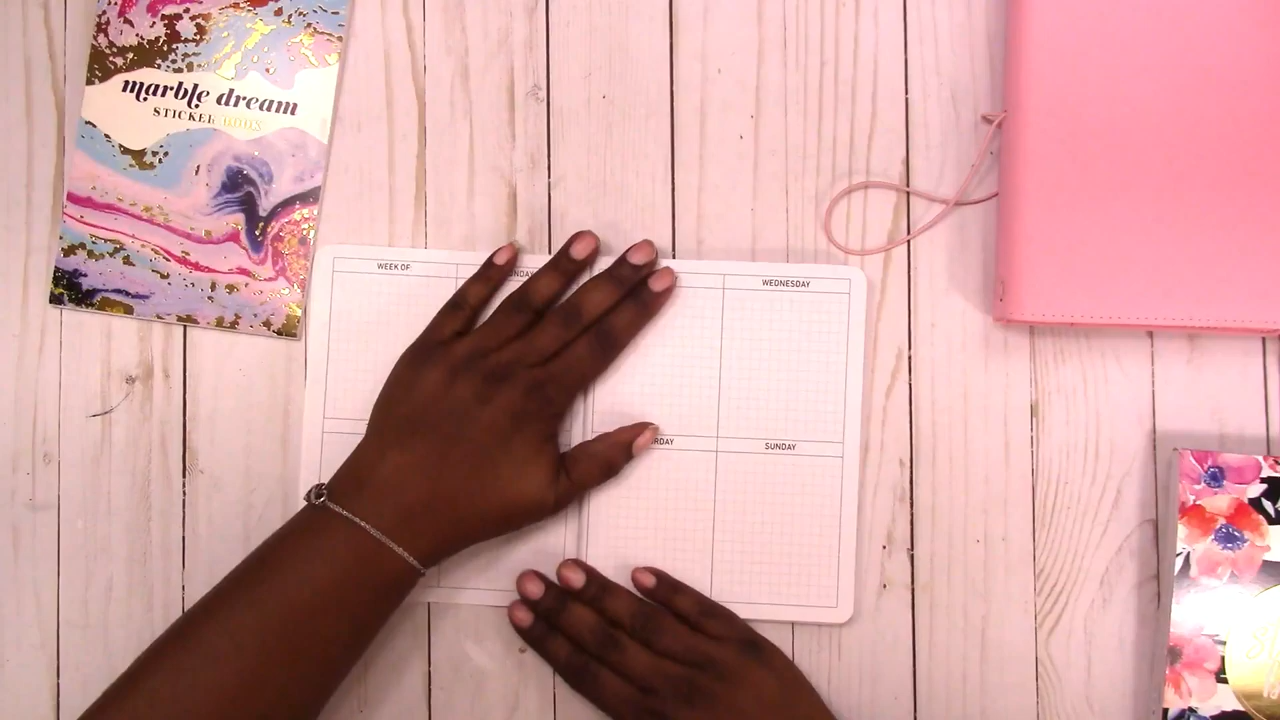 marble dream
STICKER BOOK
WEEK OF:
WEDNESDAY
SUNDAY